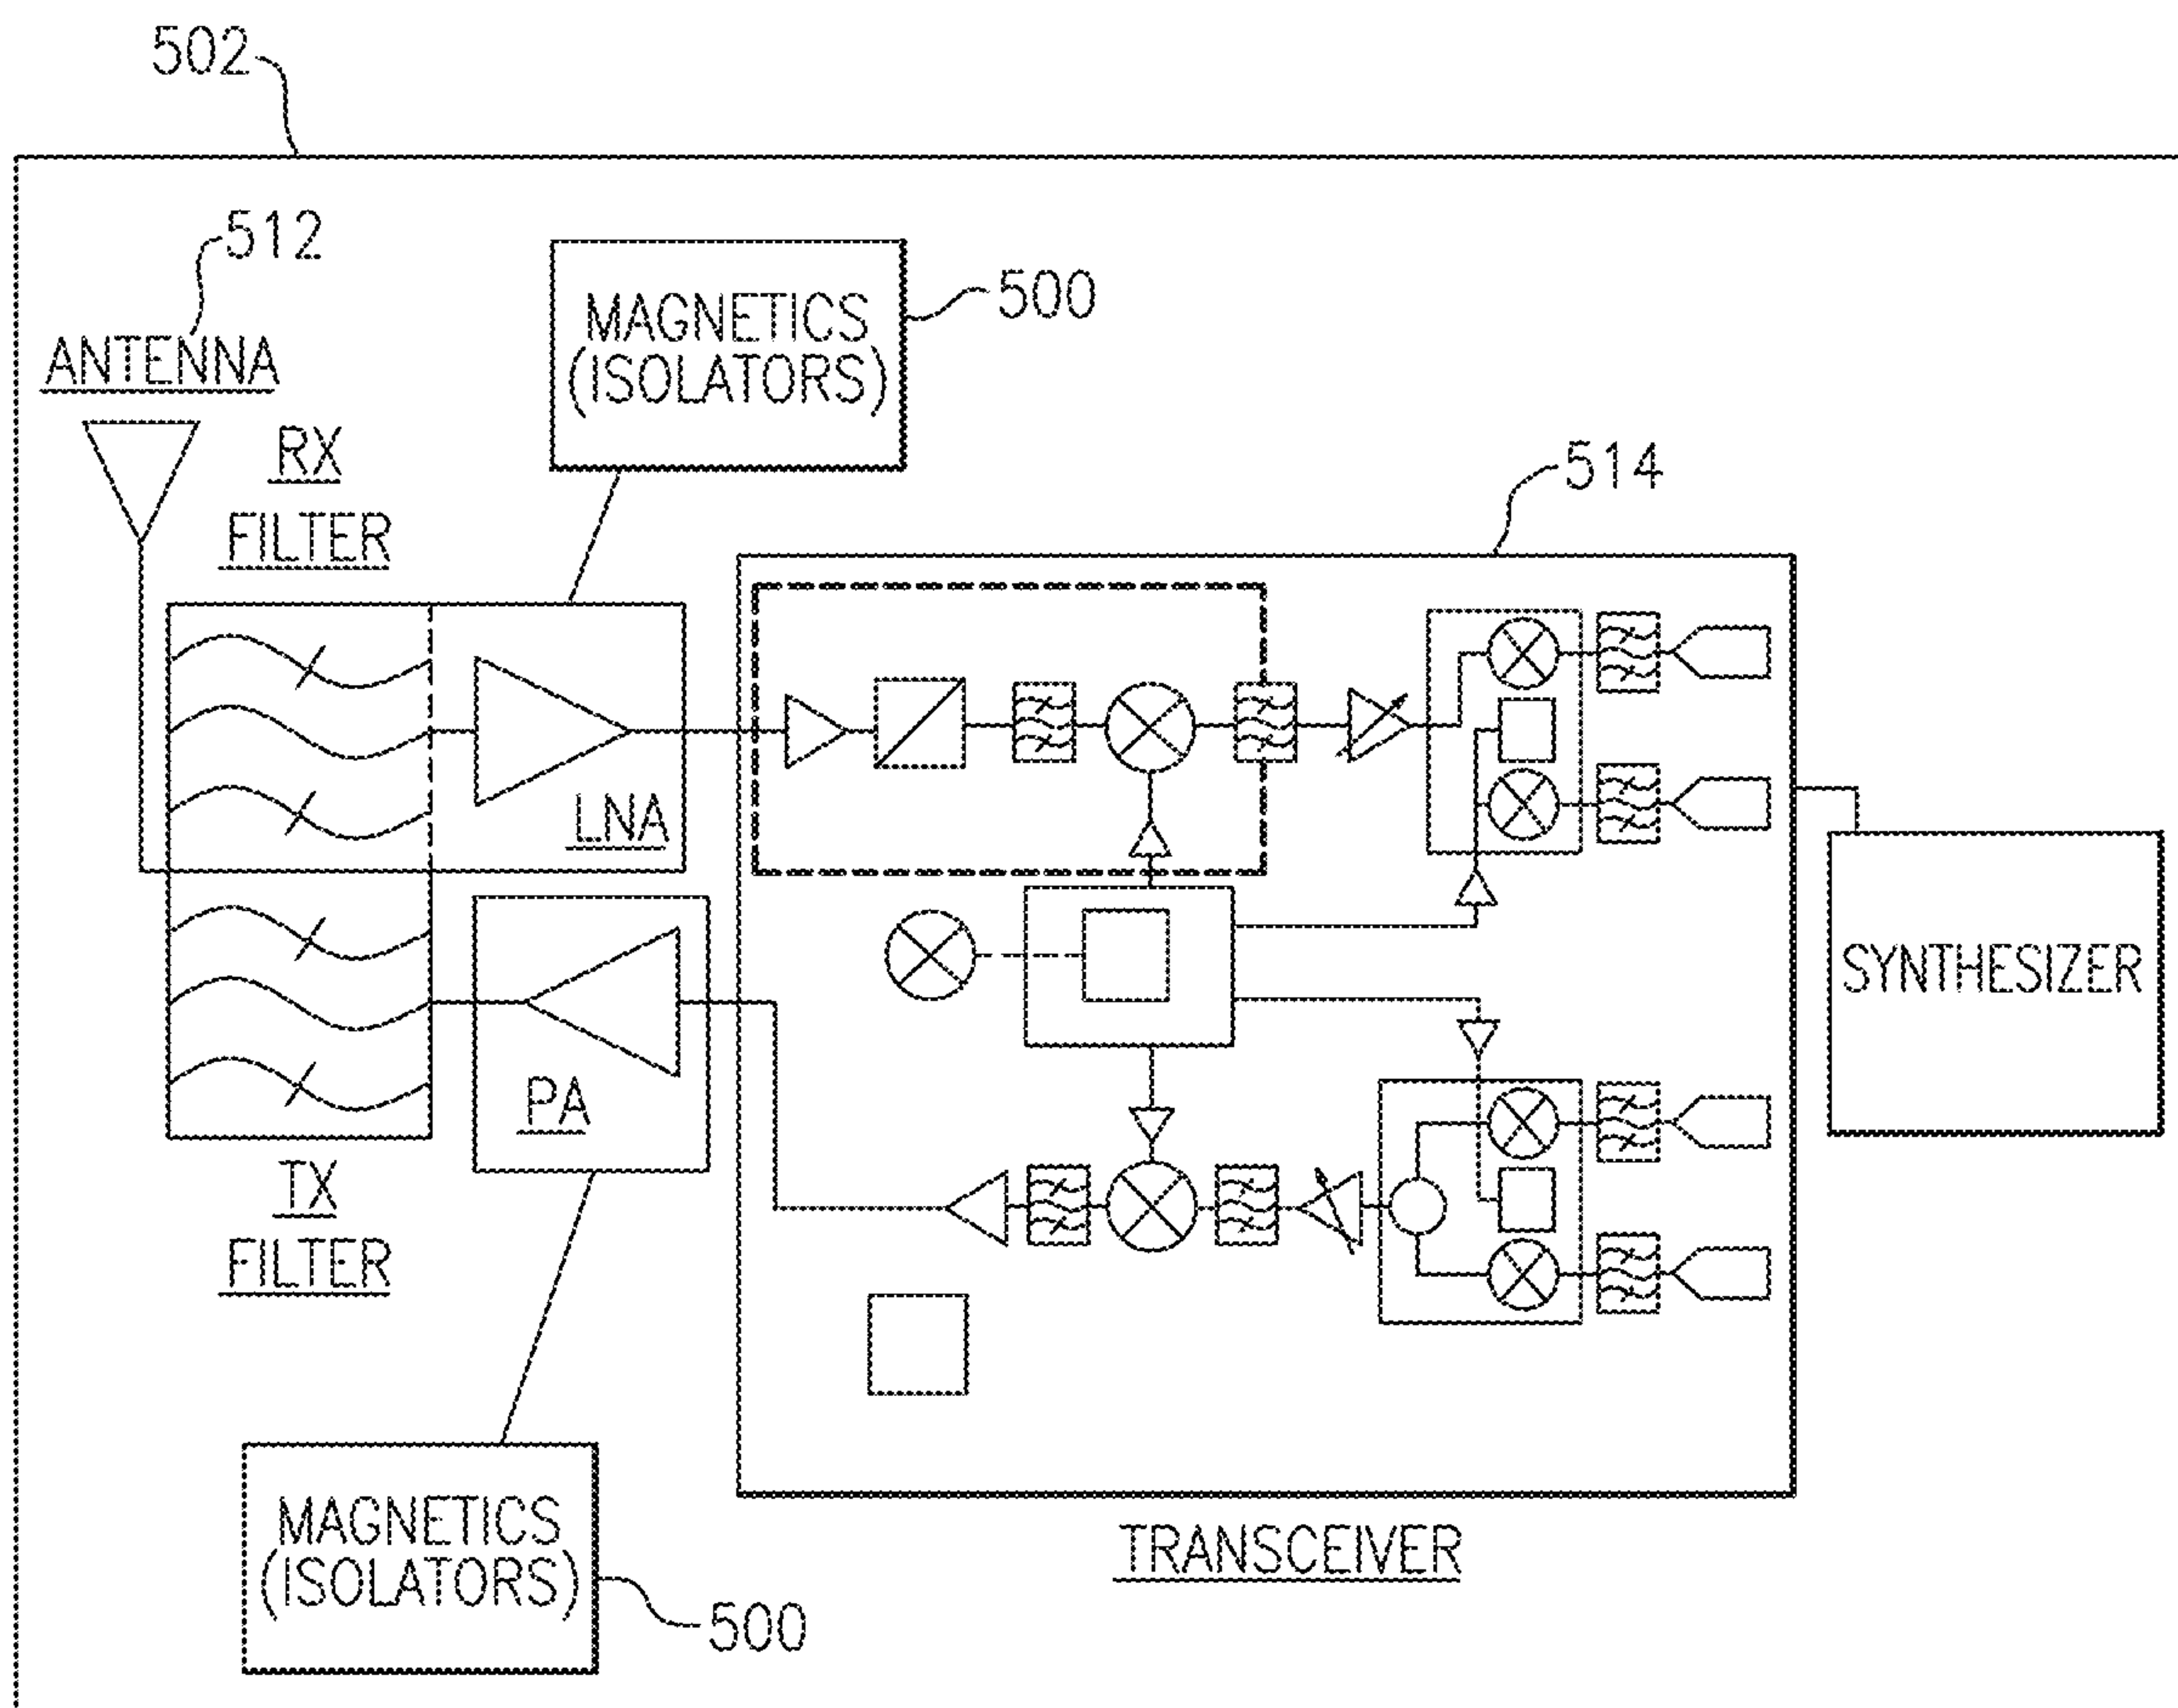 502
512
ANTENNA
MAGNETICS
(ISOLATORS)
500
RX
FILTER
514
LNA
SYNTHESIZER
PA
TX
FILTER
MAGNETICS
(ISOLATORS)
500
TRANSCEIVER